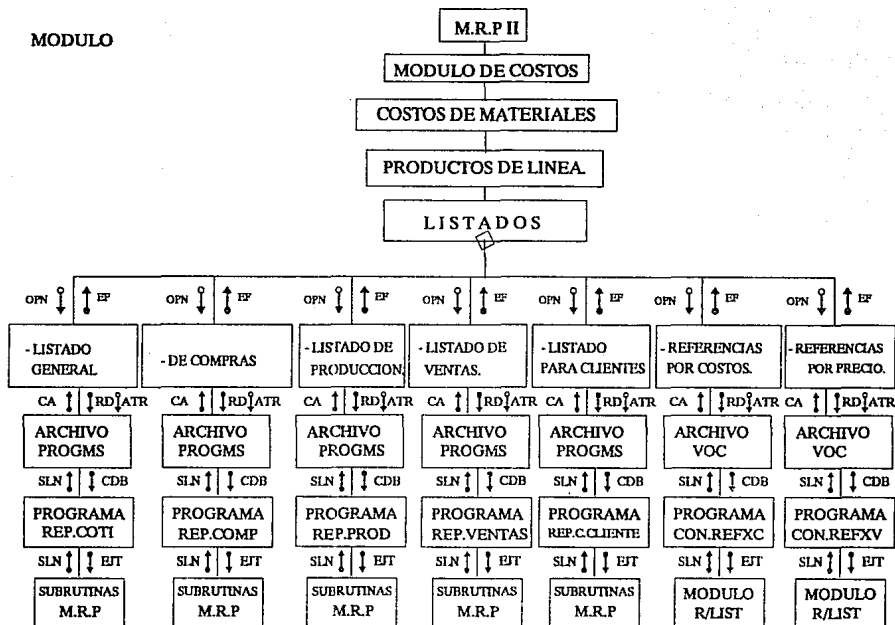 MODULO
M.R.P II
MODULO DE COSTOS
COSTOS DE MATERIALES
PRODUCTOS DE LINEA.
LISTADOS
OPN EF OPN EF OPN EF OPN EF OPN EF OPN EF OPN EF
- LISTADO GENERAL
- DE COMPRAS
- LISTADO DE PRODUCCION.
- LISTADO DE VENTAS.
- LISTADO PARA CLIENTES
- REFERENCIAS POR COSTOS.
- REFERENCIAS POR PRECIO.
CA RD ATR CA RD ATR CA RD ATR CA RD ATR CA RD ATR CA RD ATR CA RD ATR
ARCHIVO ARCHIVO ARCHIVO ARCHIVO ARCHIVO ARCHIVO ARCHIVO
PROGMS PROGMS PROGMS PROGMS PROGMS VOC VOC
SLN CDB SLN CDB SLN CDB SLN CDB SLN CDB SLN CDB SLN CDB
PROGRAMA PROGRAMA PROGRAMA PROGRAMA PROGRAMA PROGRAMA PROGRAMA
REP.COTI REP.COMP REP.PROD REP.VENTAS REP.C.CLIENTE CON.REFXC CON.REFXV
SLN EJT SLN EJT SLN EJT SLN EJT SLN EJT SLN EJT SLN EJT
SUBRUTINAS SUBRUTINAS SUBRUTINAS SUBRUTINAS SUBRUTINAS MODULO MODULO
M.R.P M.R.P M.R.P M.R.P M.R.P R/LIST R/LIST